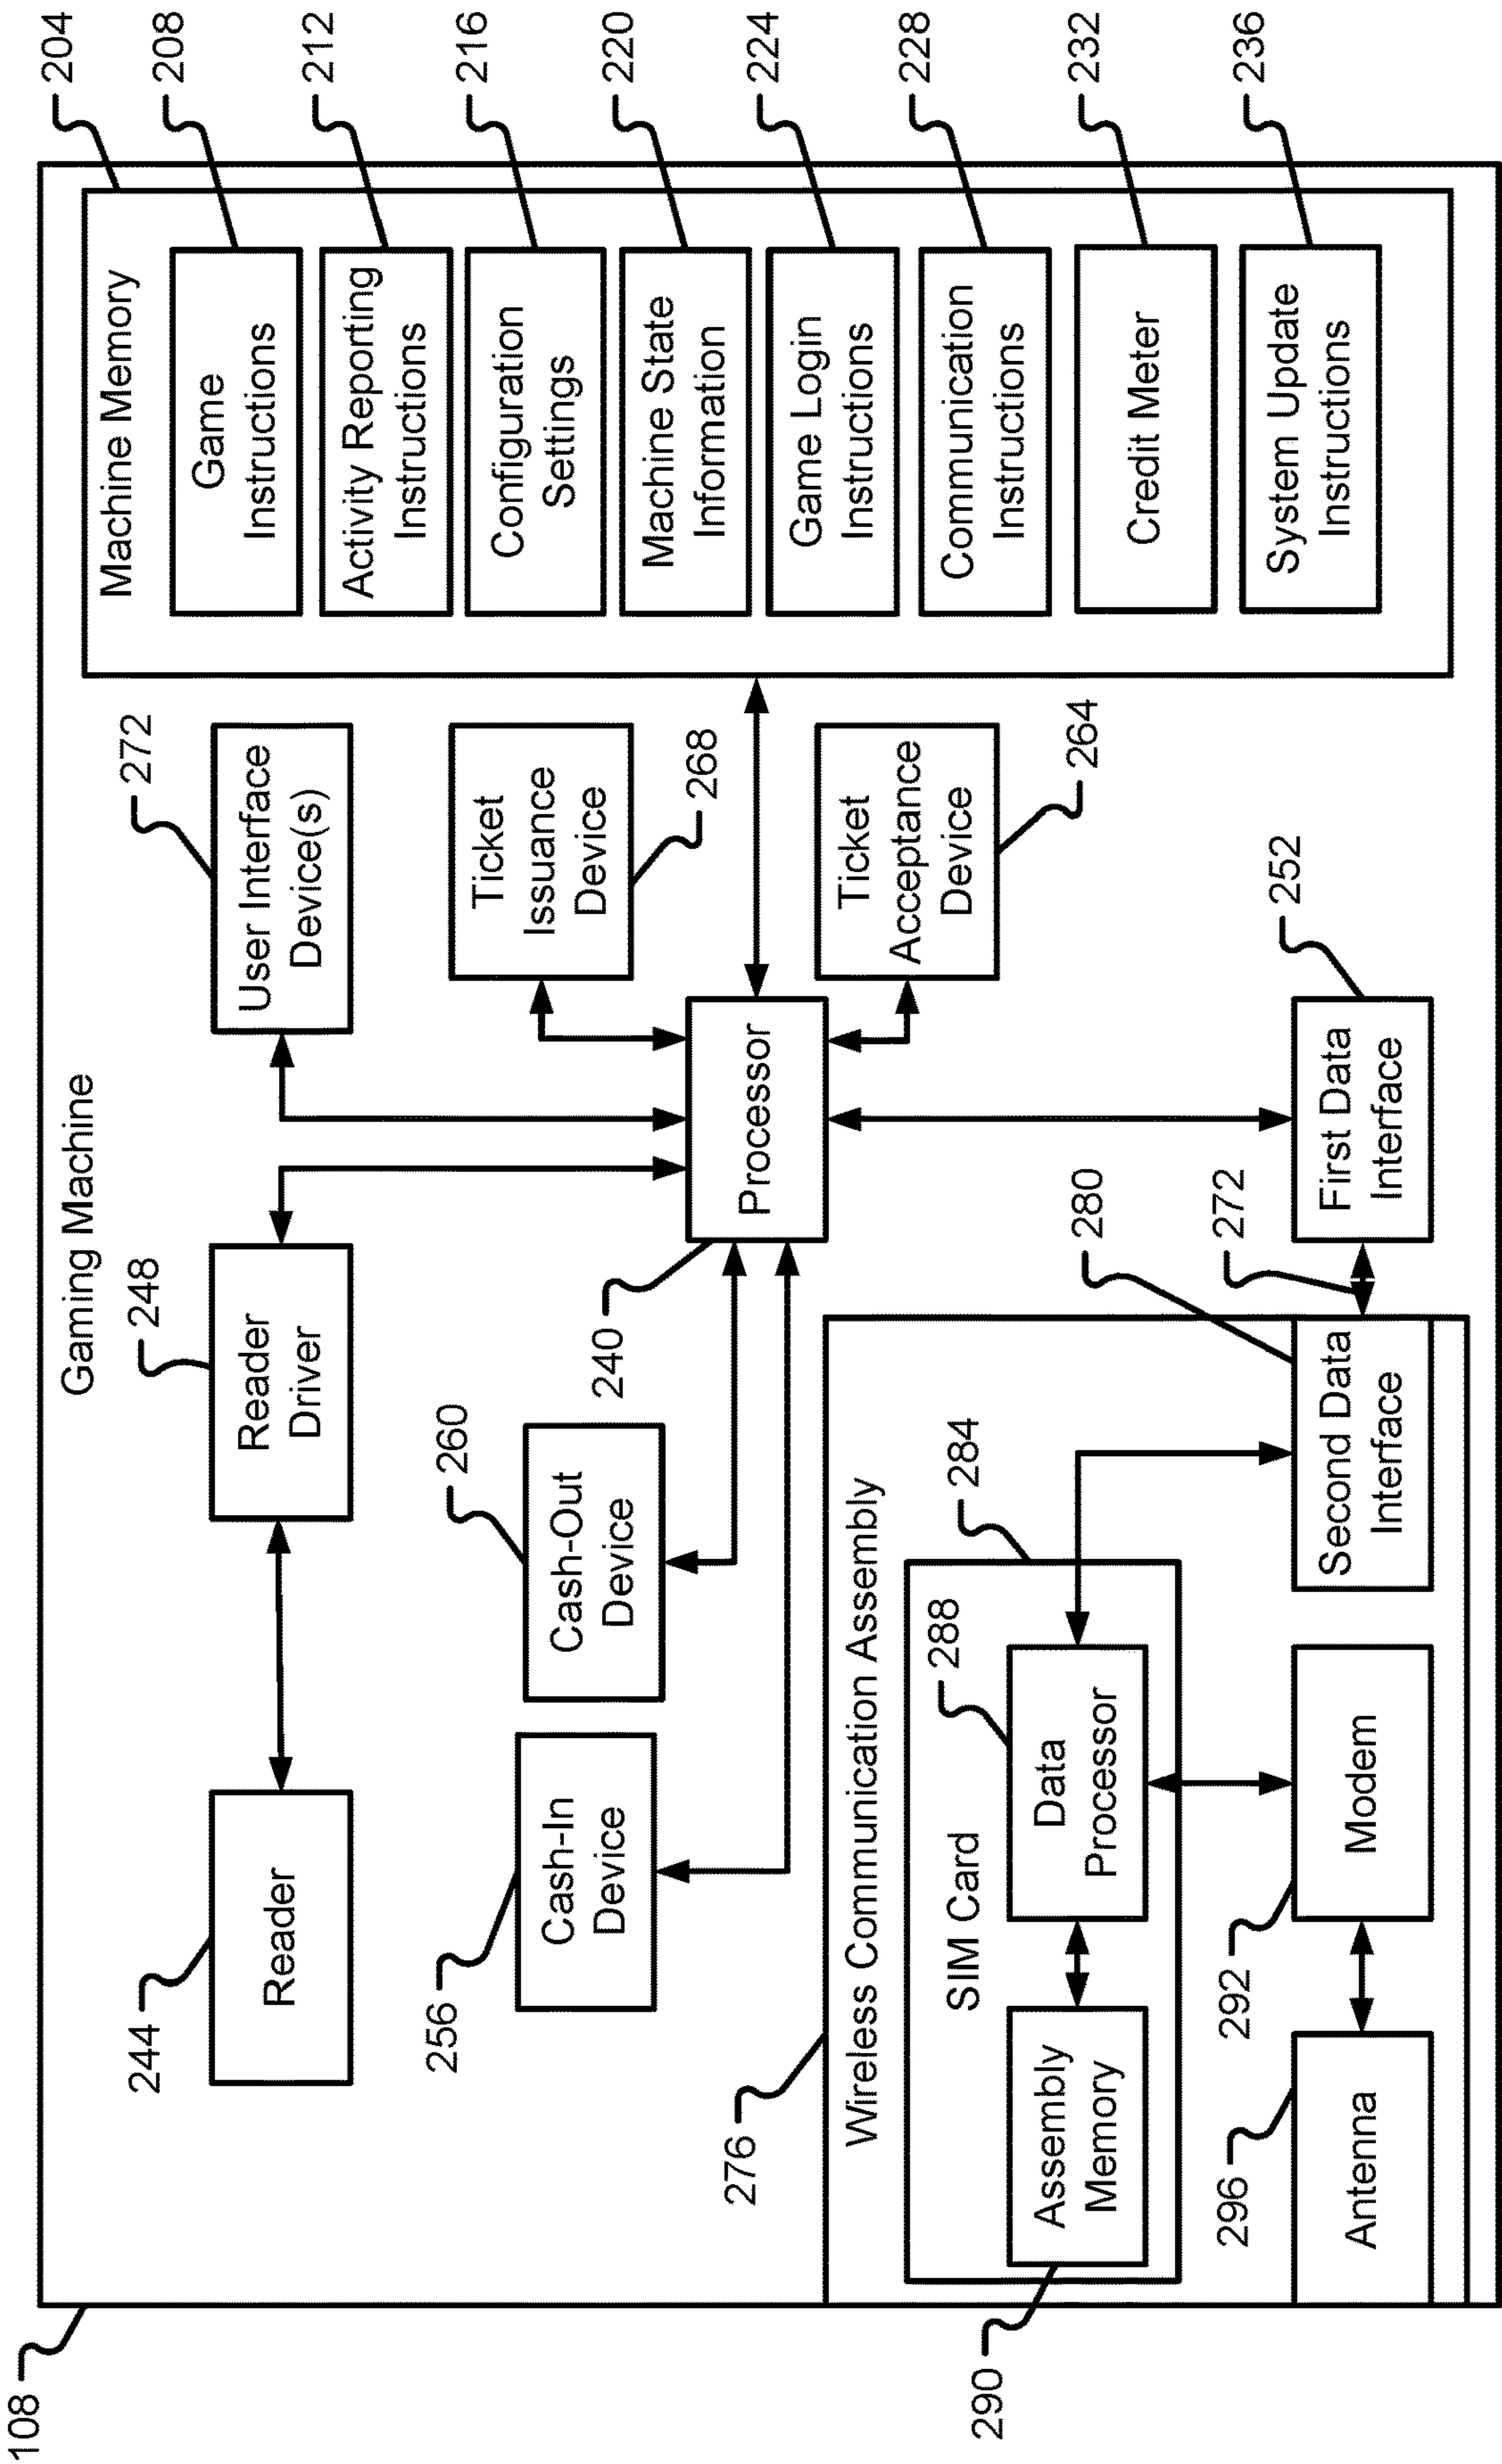 108
Gaming Machine
204
Machine Memory
208
Game
Instructions
212
Activity Reporting
Instructions
216
Configuration
Settings
220
Machine State
Information
224
Game Login
Instructions
228
Communication
Instructions
232
Credit Meter
236
System Update
Instructions
244
Reader
248
Reader
Driver
272
User Interface
Device(s)
256
Cash-In
Device
260
Cash-Out
Device
240
Processor
Ticket
Issuance
Device
268
Ticket
Acceptance
Device
264
276
Wireless Communication Assembly
284
SIM Card
288
Data
Processor
290
Assembly
Memory
280
Second Data
Interface
272
252
First Data
Interface
292
Modem
296
Antenna